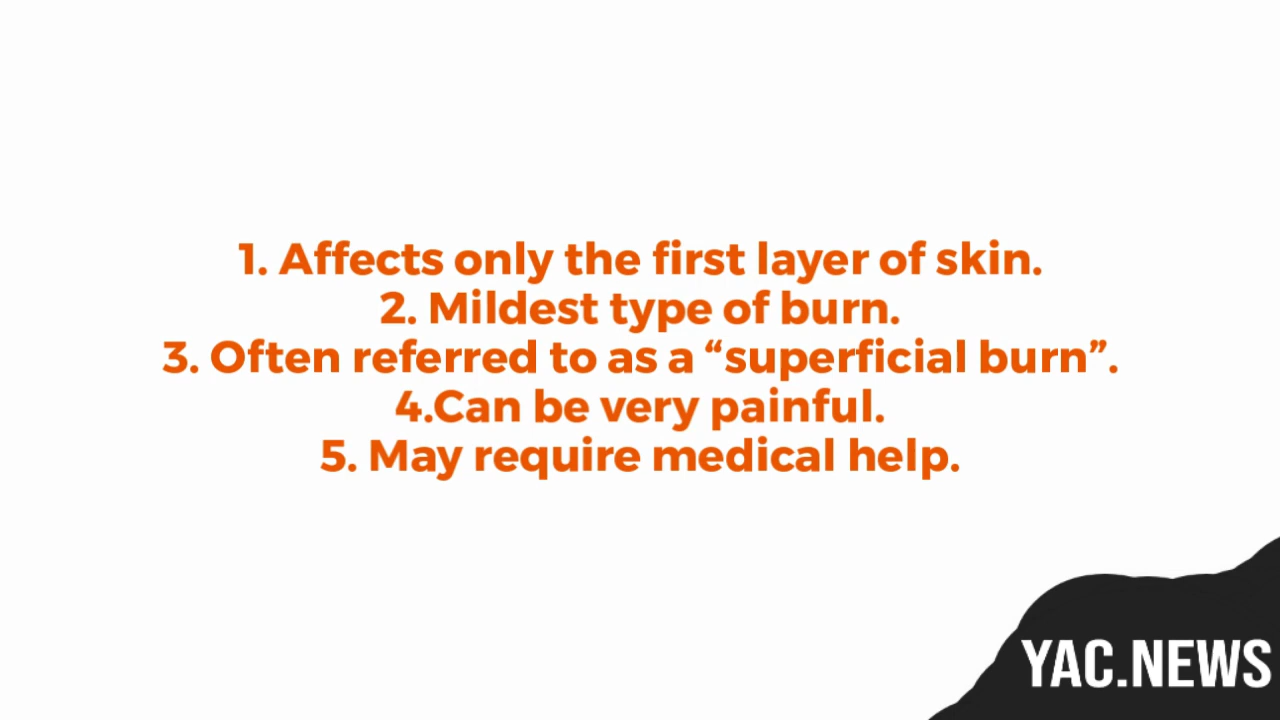 1. Affects only the first layer of skin.
2. Mildest type of burn.
3. Often referred to as a “superficial burn”.
4.Can be very painful.
5. May require medical help.
YAC.NEWS